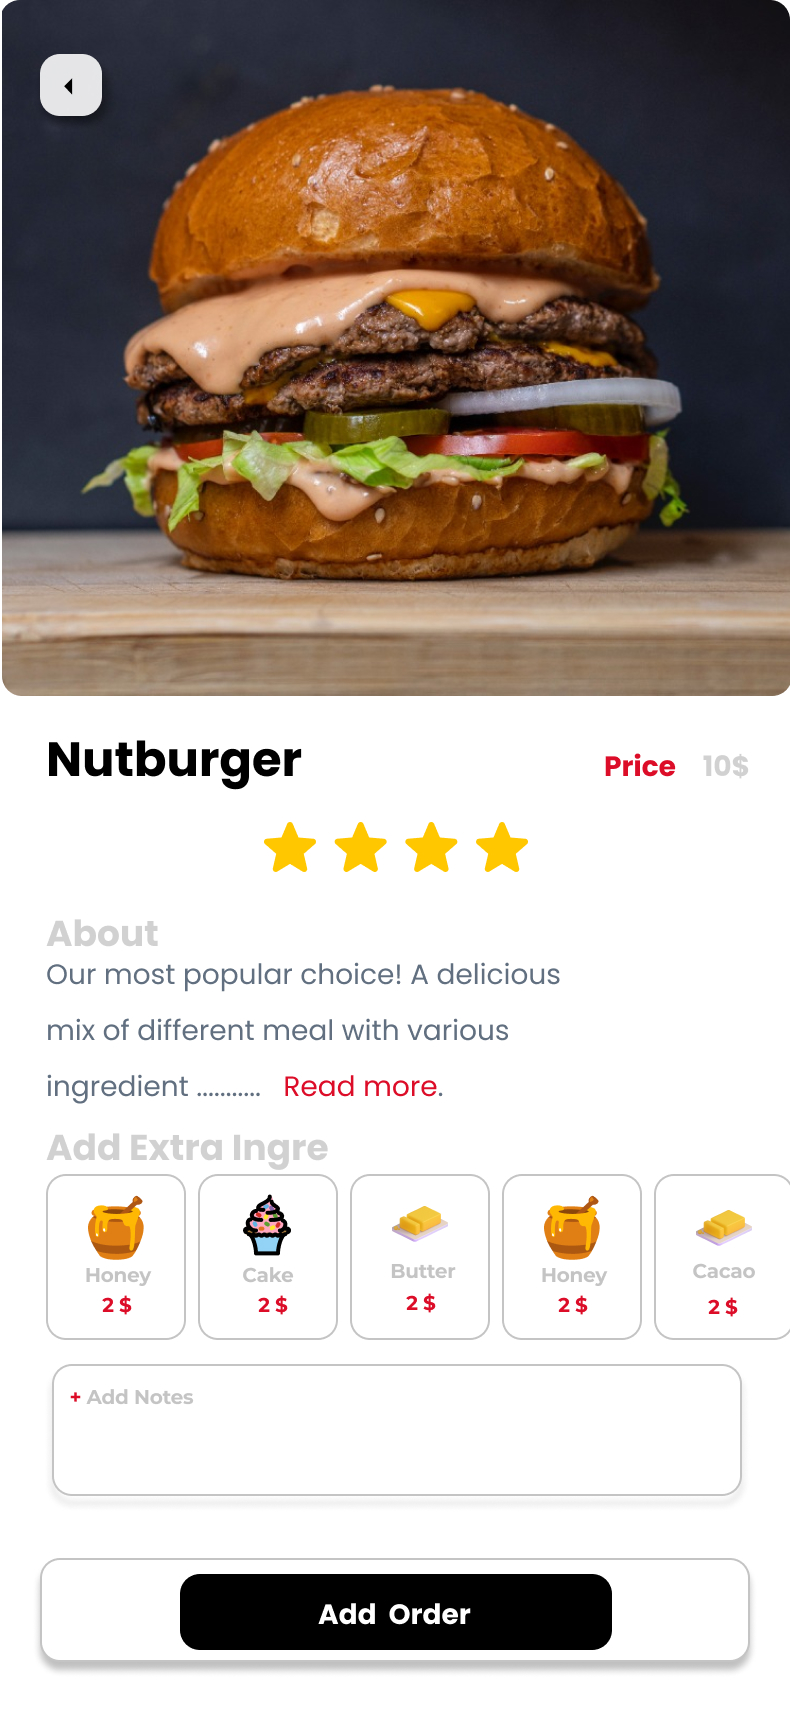 Nutburger
Price 10$
About
Our most popular choice! A delicious
mix of different meal with various
ingredient ........... Read more.
Add Extra Ingre
Honey Cake Butter Honey Cacao
2 $ 2 $ 2 $ 2 $ 2 $
+ Add Notes
Add Order